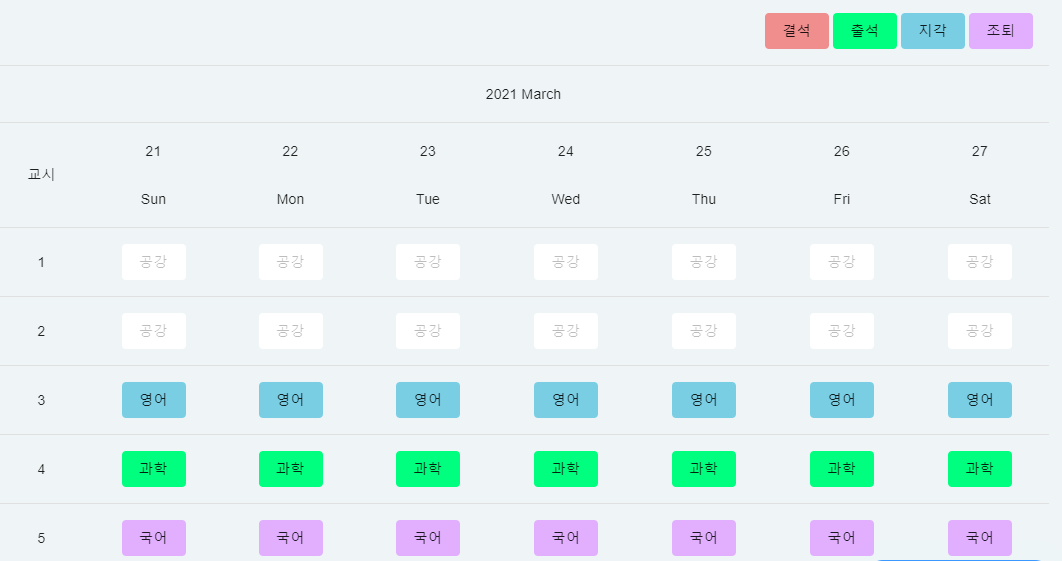 결석 출석 지각 조퇴
2021 March
21 22 23 24 25 26 27
교시
Sun Mon Tue Wed Thu Fri Sat
1 공강 공강 공강 공강 공강 공강 공강
2 공강 공강 공강 공강 공강 공강 공강
3 영어 영어 영어 영어 영어 영어 영어
4 과학 과학 과학 과학 과학 과학 과학
5 국어 국어 국어 국어 국어 국어 국어